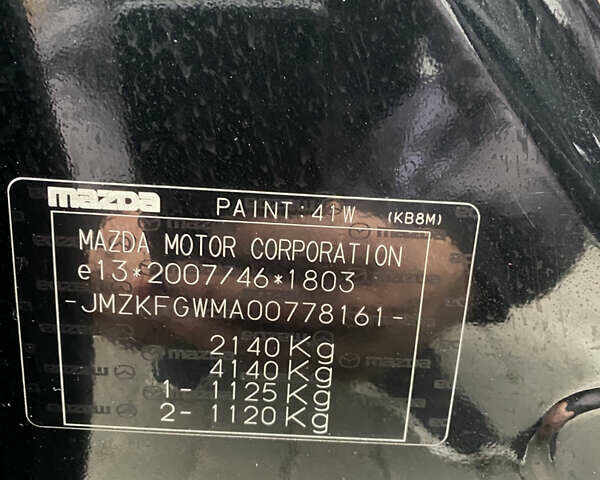 mazda PAINT:41W (KB8M)
MAZDA MOTOR CORPORATION
e13*2007/46*1803
-JMZKFGWMA00778161-
2140Kg
4140Kg
1- 1125Kg
2- 1120Kg